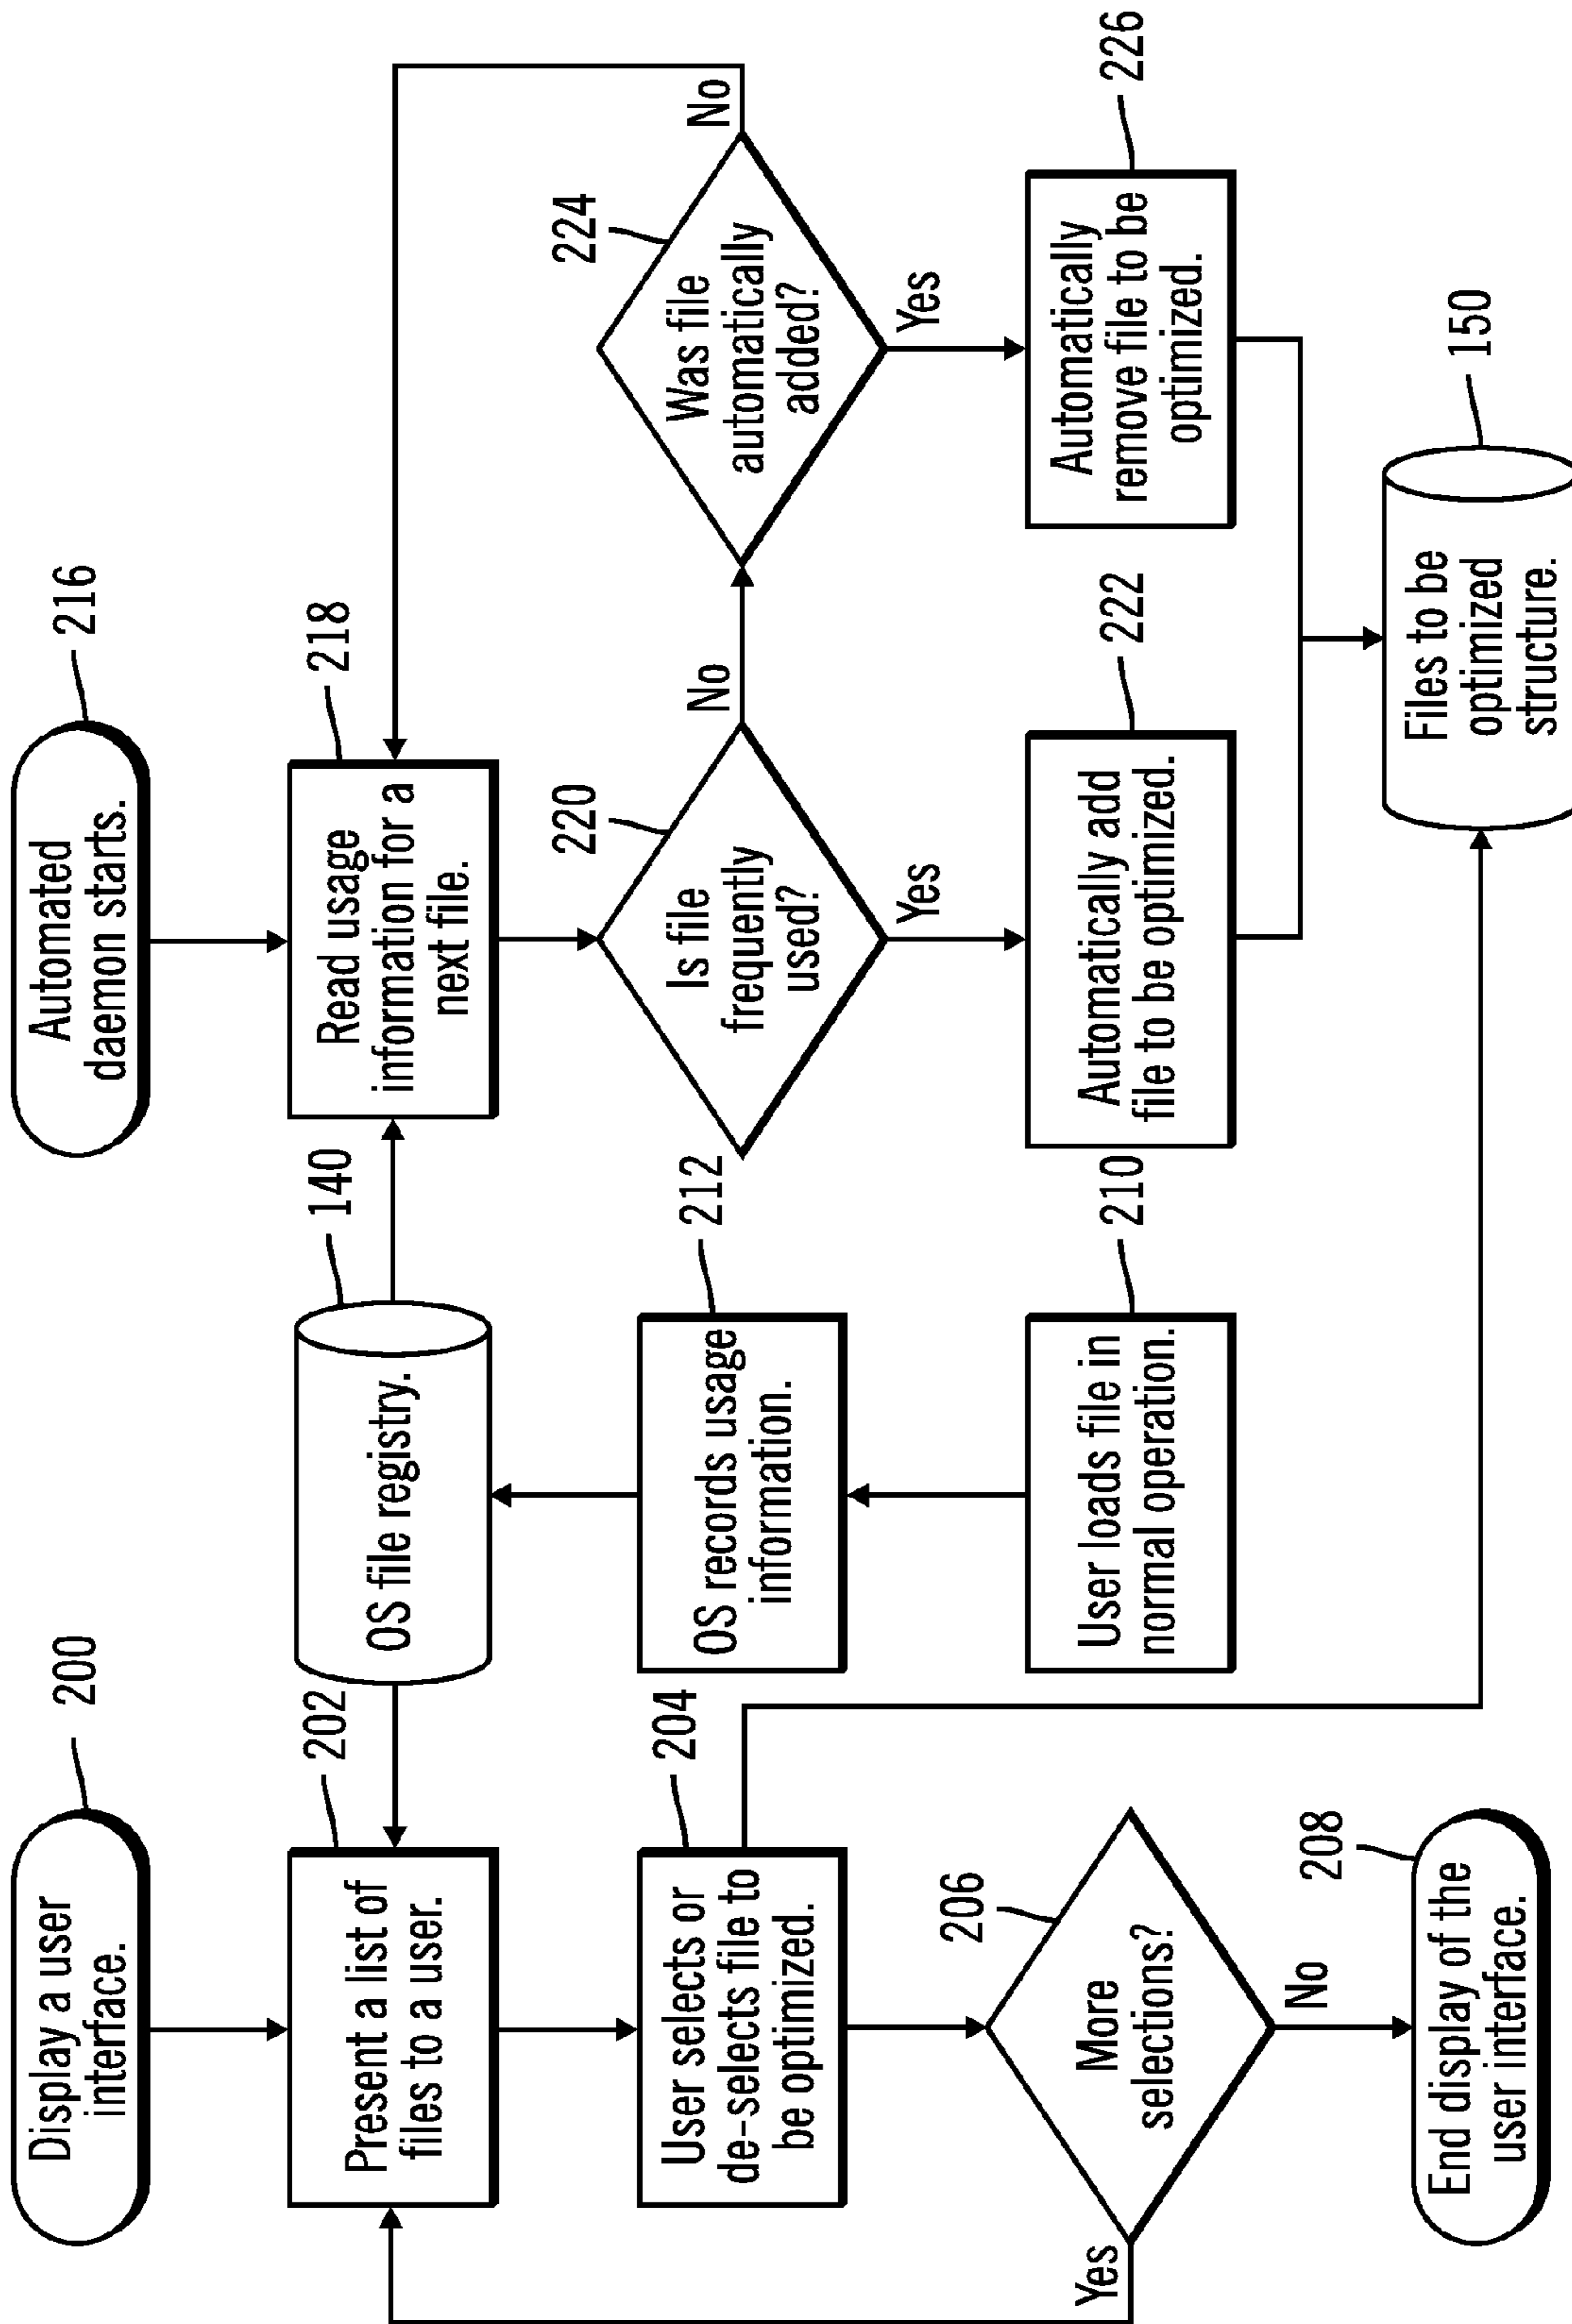 Display a user
interface.
200
Present a list of
files to a user.
202
User selects or
de-selects file to
be optimized.
204
More
selections?
206
Yes
No
End display of the
user interface.
208
OS file registry.
140
OS records usage
information.
212
User loads file in
normal operation.
210
Automated
daemon starts.
216
Read usage
information for a
next file.
218
Is file
frequently
used?
220
No
Yes
Automatically add
file to be optimized.
222
Was file
automatically
added?
224
No
Yes
Automatically
remove file to be
optimized.
226
Files to be
optimized
structure.
150